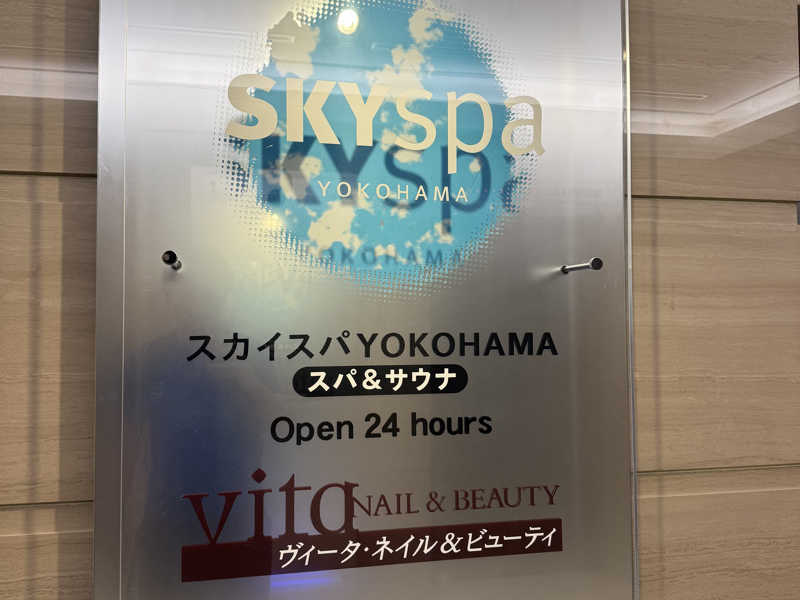 SKYspa
YOKOHAMA
スカイスパYOKOHAMA
スパ&サウナ
Open 24 hours
vita NAIL & BEAUTY
ヴィータ・ネイル&ビューティ